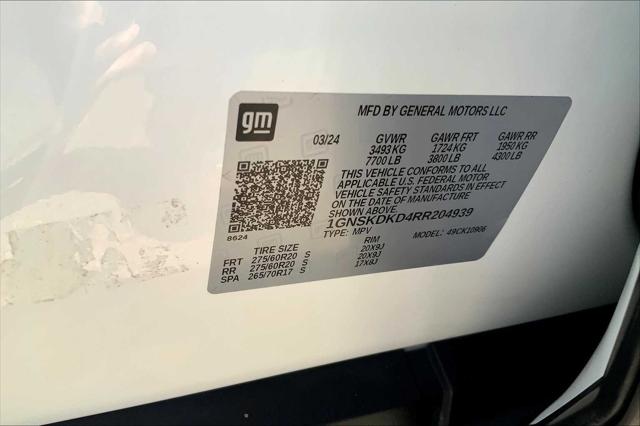 gm
MFD BY GENERAL MOTORS LLC
03/24 GVWR GAWR FRT GAWR RR
3493 KG 1724 KG 1950 KG
7700 LB 3800 LB 4300 LB
THIS VEHICLE CONFORMS TO ALL
APPLICABLE U.S. FEDERAL MOTOR
VEHICLE SAFETY STANDARDS IN EFFECT
ON THE DATE OF MANUFACTURE
SHOWN ABOVE.
1GNSKDKD4RR204939
8624 TYPE: MPV MODEL: 49CK10906
TIRE SIZE RIM
FRT 275/60R20 S 20X9J
RR 275/60R20 S 20X9J
SPA 265/70R17 S 17X8J